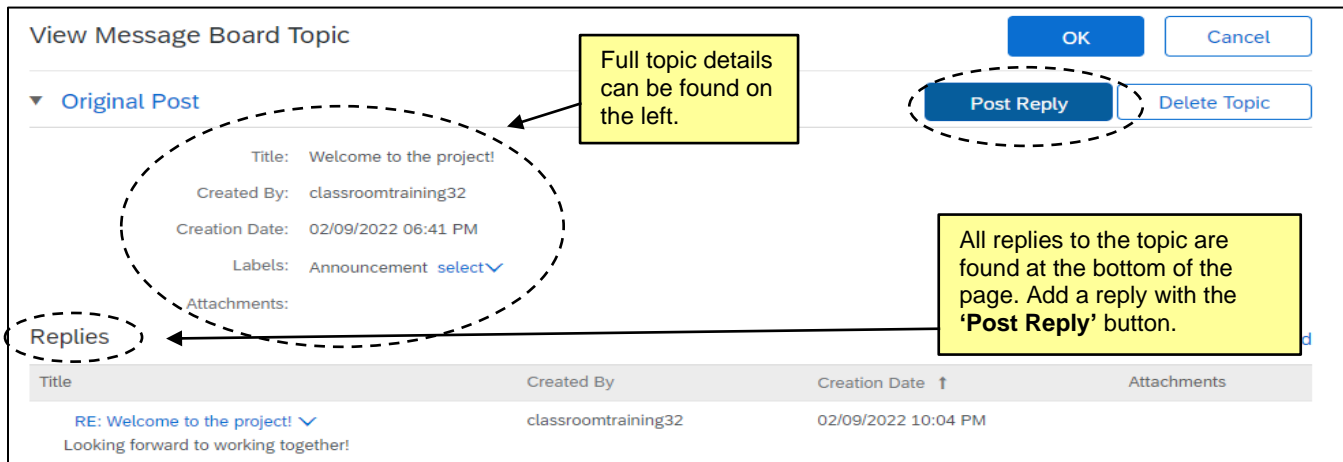 View Message Board Topic
OK
Cancel
Full topic details
can be found on
the left.
Original Post
Post Reply
Delete Topic
Title: Welcome to the project!
Created By: classroomtraining32
Creation Date: 02/09/2022 06:41 PM
Labels: Announcement select
Attachments:
All replies to the topic are
found at the bottom of the
page. Add a reply with the
‘Post Reply’ button.
Replies
Title Created By Creation Date ↑ Attachments
RE: Welcome to the project! classroomtraining32 02/09/2022 10:04 PM
Looking forward to working together!